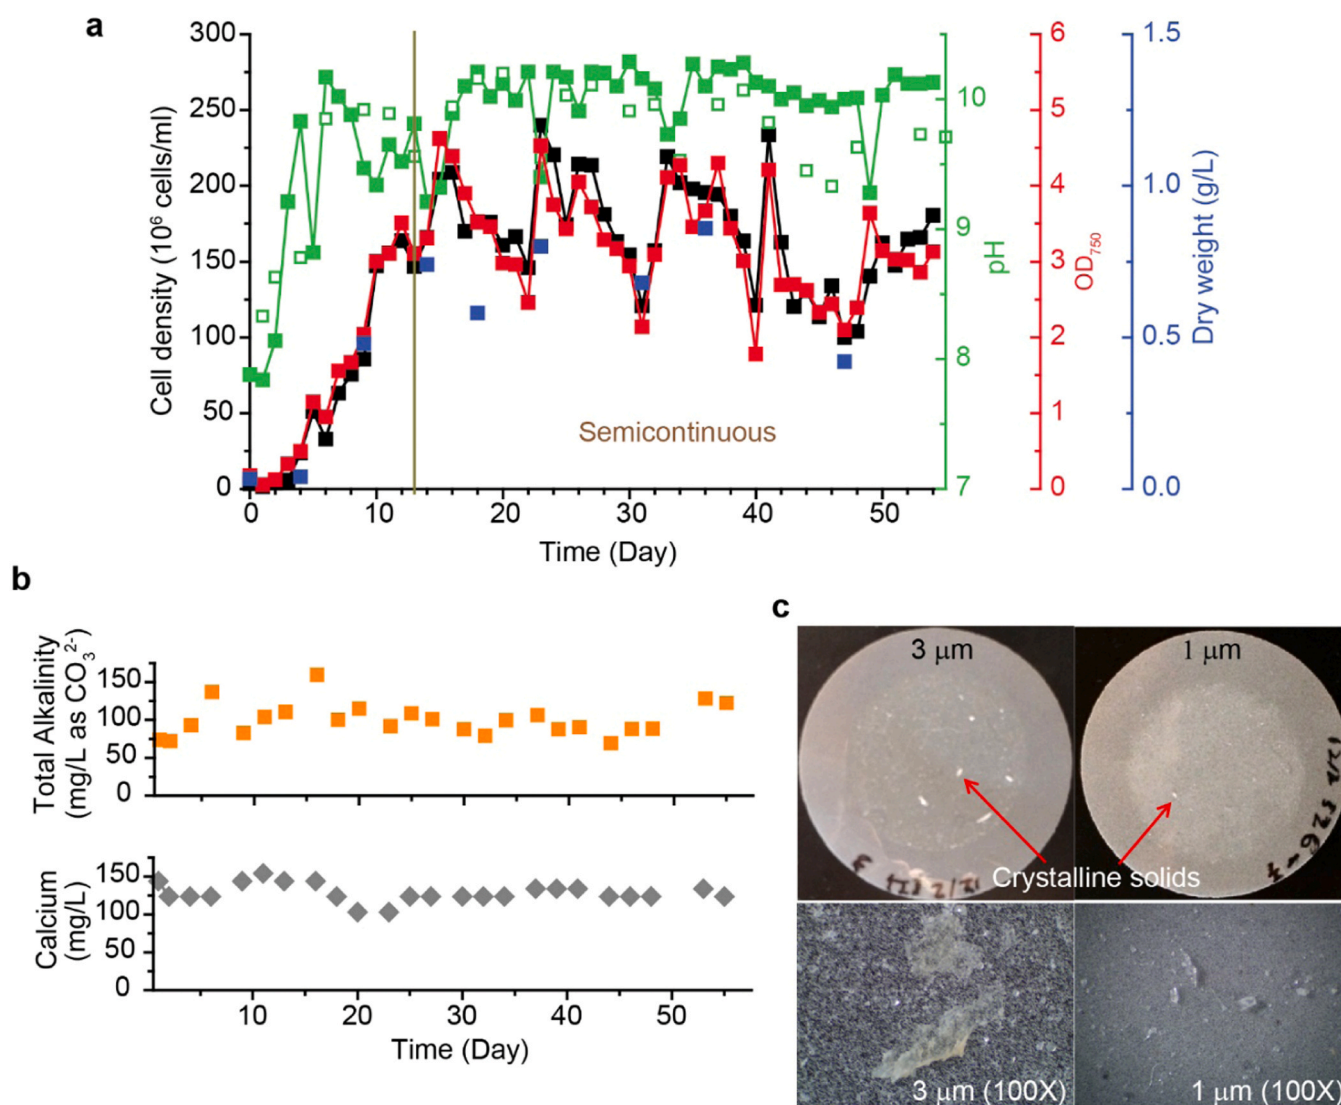 a
300
250
200
150
100
50
0
Cell density (10⁶ cells/ml)
0 10 20 30 40 50
Time (Day)
Semicontinuous
10
9
8
7
pH
6
5
4
3
2
1
0
OD₇₅₀
1.5
1.0
0.5
0.0
Dry weight (g/L)
b
Total Alkalinity
(mg/L as CO₃²⁻)
150
100
50
0
Calcium
(mg/L)
150
100
50
0
10 20 30 40 50
Time (Day)
c
3 µm
1 µm
Crystalline solids
3 µm (100X)
1 µm (100X)